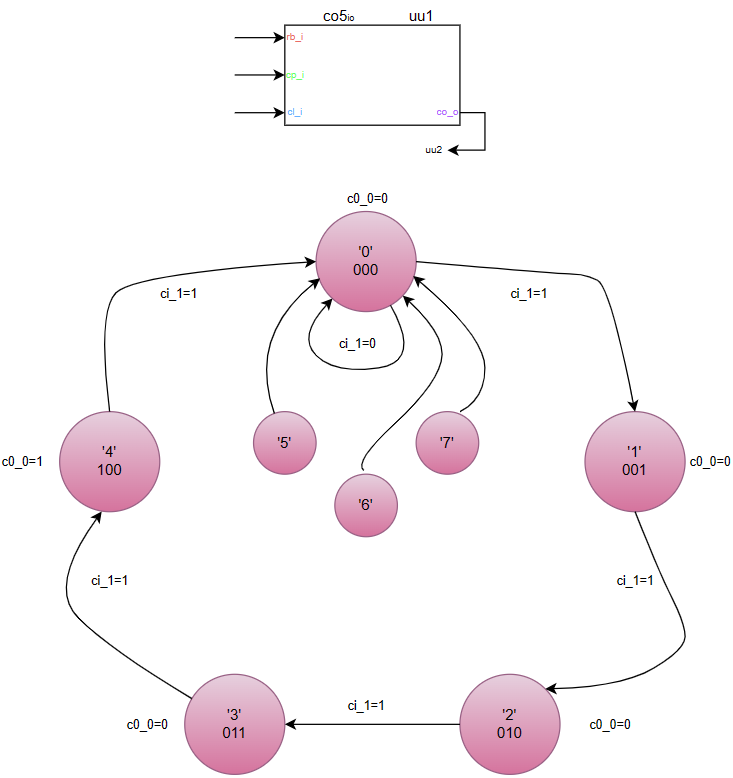 co5io uu1
rb_i
op_i
cl_i
co_o
uu2
c0_0=0
'0'
000
ci_1=1
ci_1=1
ci_1=0
'5'
'7'
'6'
c0_0=1
'4'
100
'1'
001
c0_0=0
ci_1=1
ci_1=1
c0_0=0
'3'
011
ci_1=1
'2'
010
c0_0=0